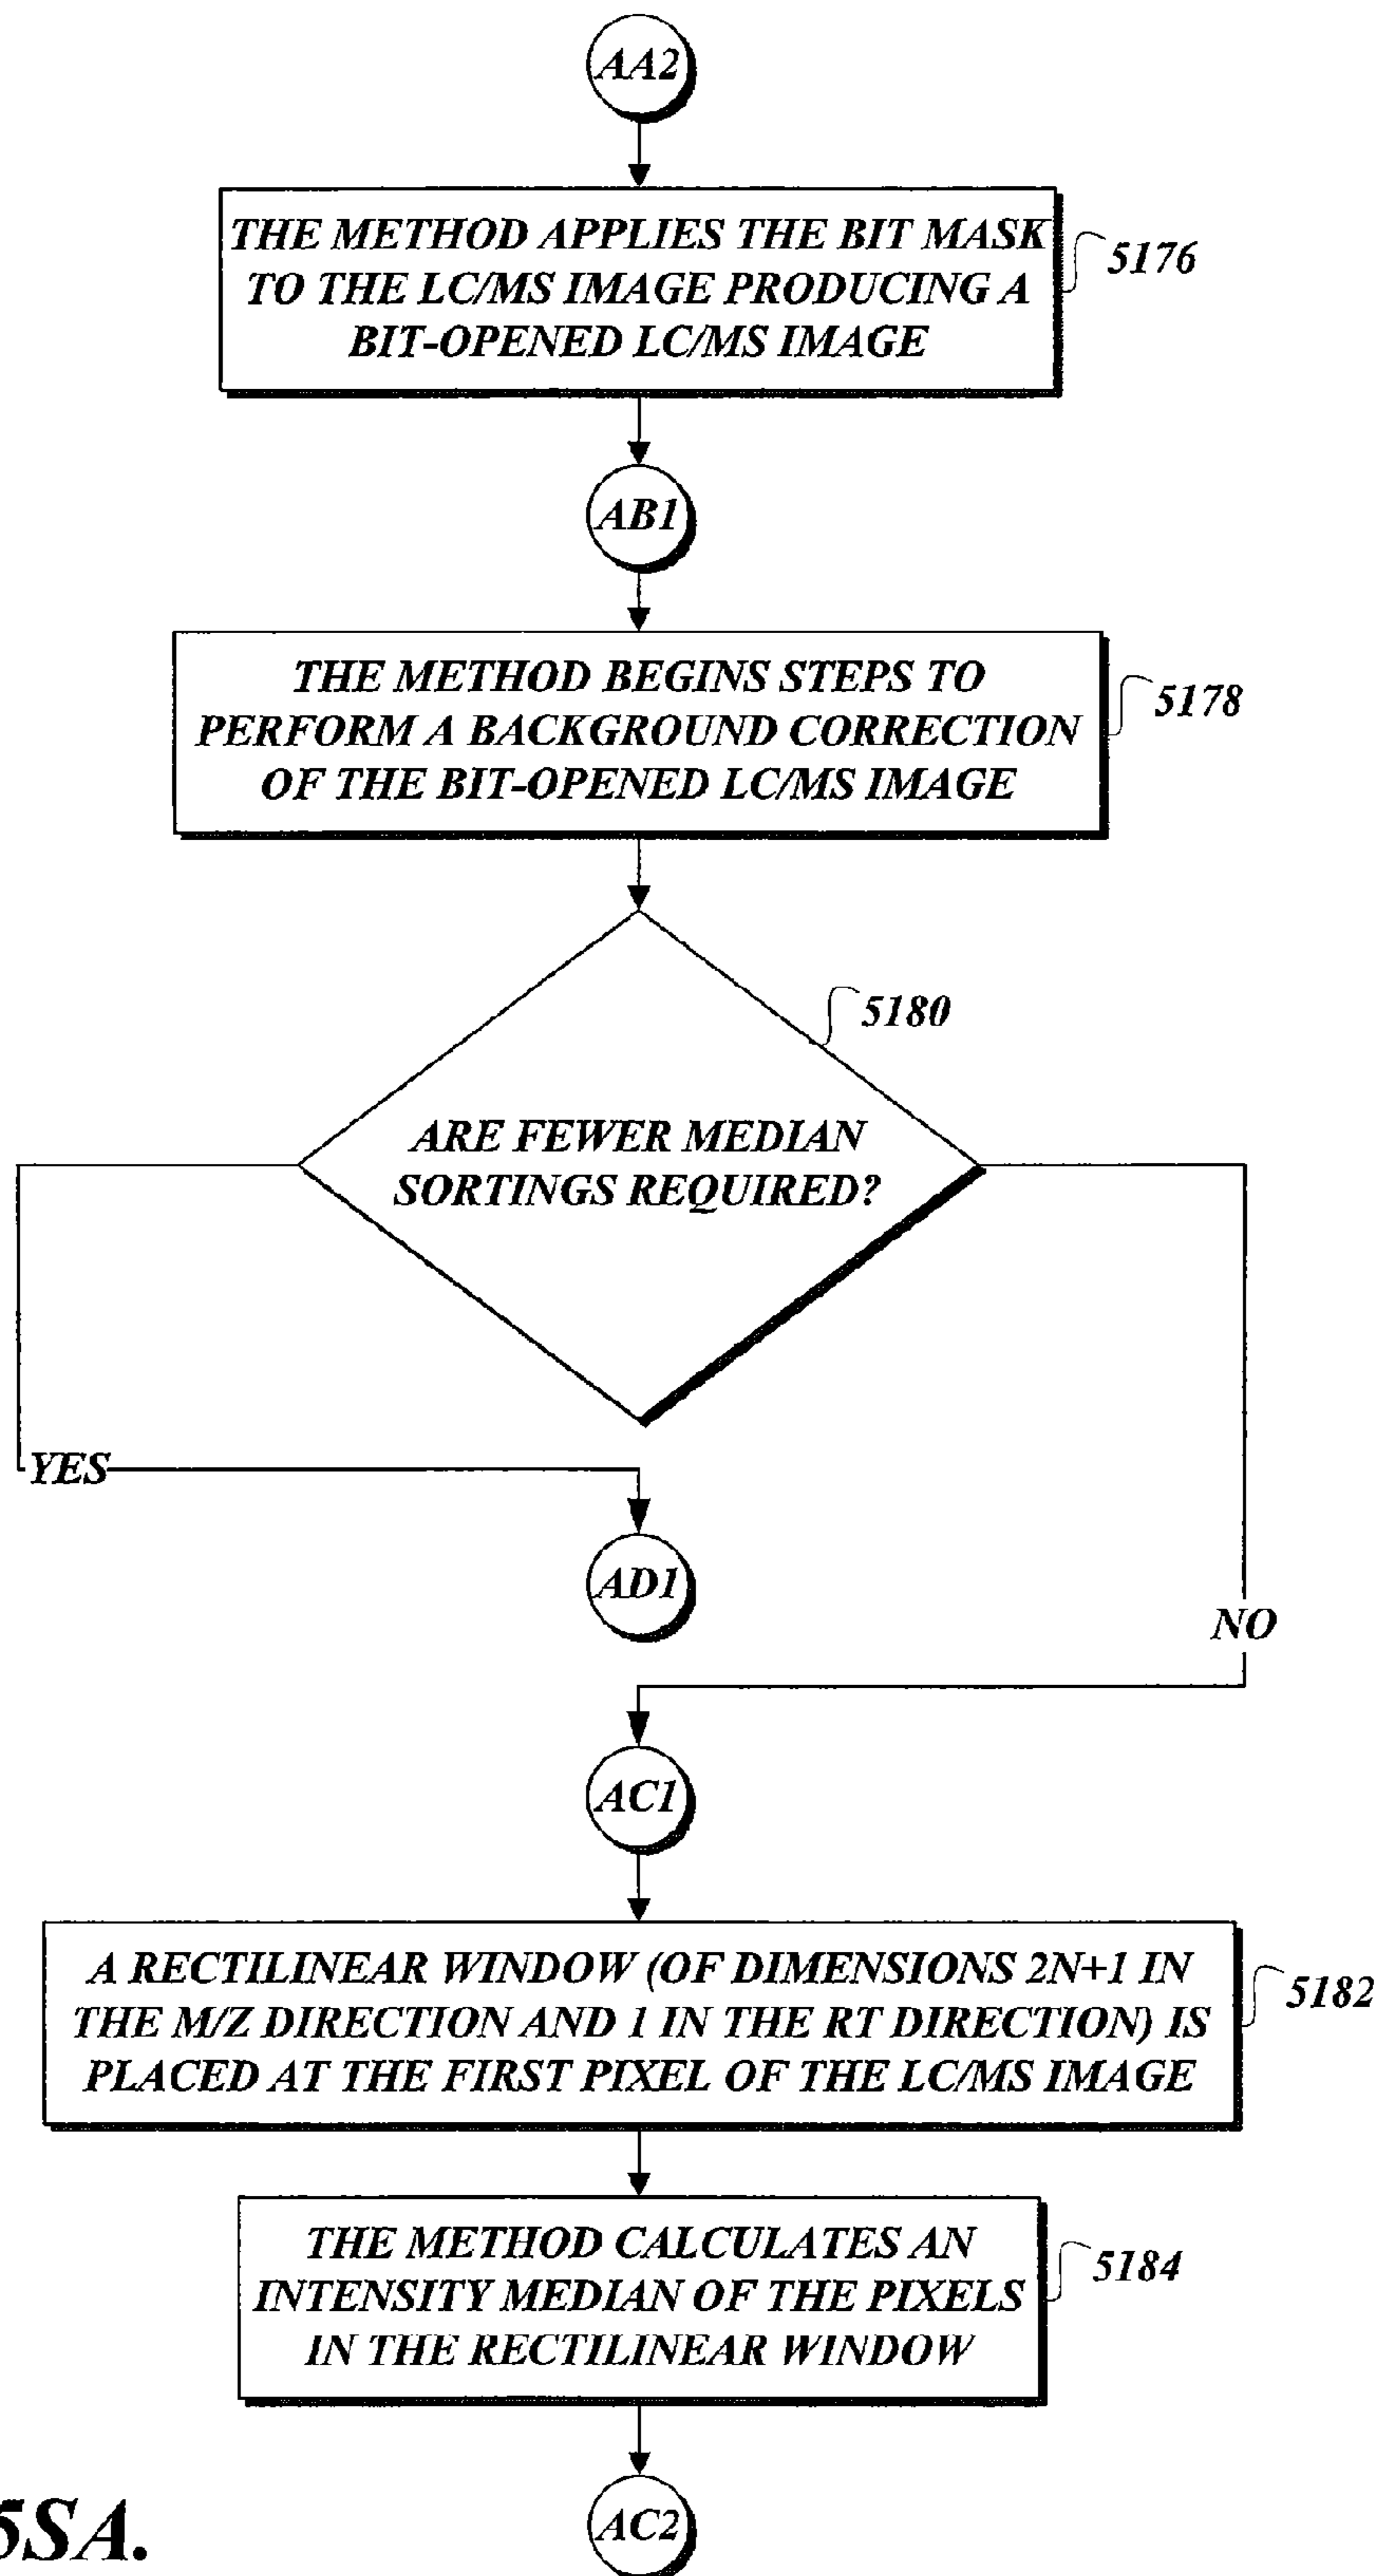 AA2
THE METHOD APPLIES THE BIT MASK
TO THE LC/MS IMAGE PRODUCING A
BIT-OPENED LC/MS IMAGE
5176
AB1
THE METHOD BEGINS STEPS TO
PERFORM A BACKGROUND CORRECTION
OF THE BIT-OPENED LC/MS IMAGE
5178
5180
ARE FEWER MEDIAN
SORTINGS REQUIRED?
YES
AD1
NO
AC1
A RECTILINEAR WINDOW (OF DIMENSIONS 2N+1 IN
THE M/Z DIRECTION AND 1 IN THE RT DIRECTION) IS
PLACED AT THE FIRST PIXEL OF THE LC/MS IMAGE
5182
THE METHOD CALCULATES AN
INTENSITY MEDIAN OF THE PIXELS
IN THE RECTILINEAR WINDOW
5184
AC2
5SA.